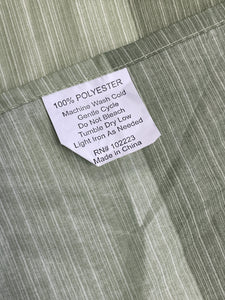 100% POLYESTER
Machine Wash Cold
Gentle Cycle
Do Not Bleach
Tumble Dry Low
Light Iron As Needed
RN# 102223
Made in China